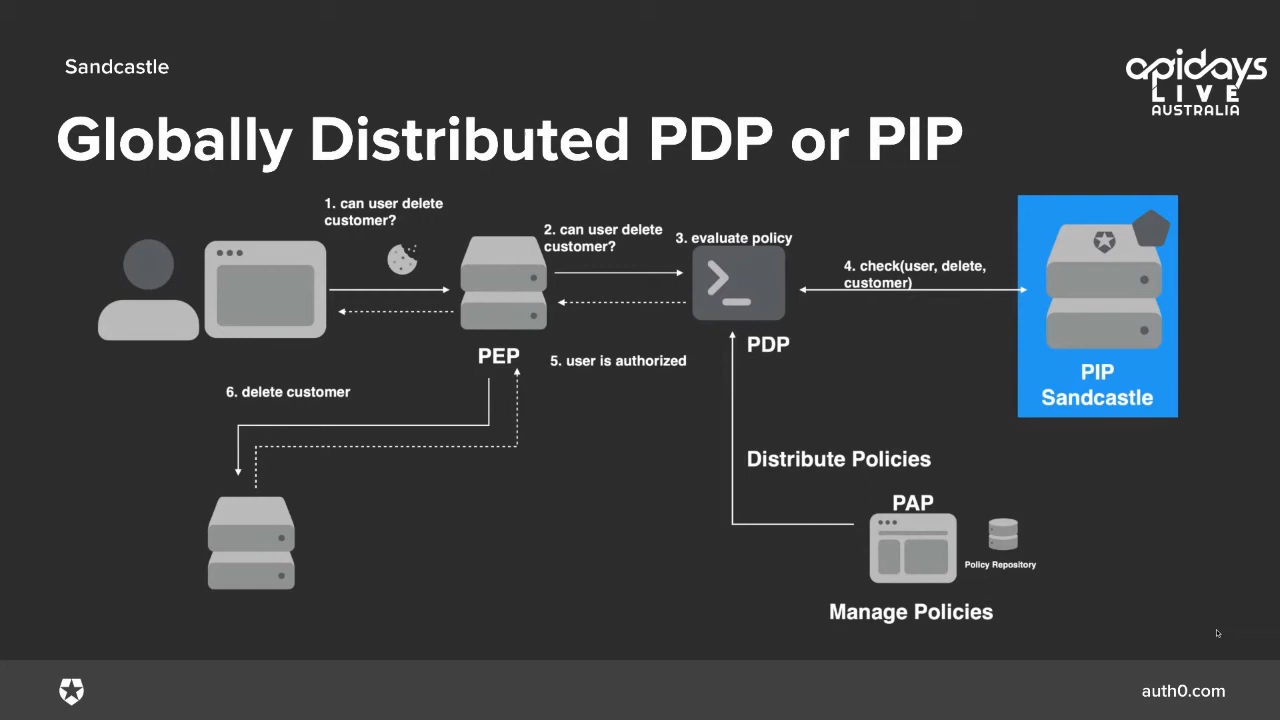 Sandcastle
apidays
LIVE
AUSTRALIA
Globally Distributed PDP or PIP
1. can user delete
customer?
2. can user delete
customer?
3. evaluate policy
4. check(user, delete,
customer)
PDP
PEP
5. user is authorized
PIP
Sandcastle
6. delete customer
Distribute Policies
PAP
Policy Repository
Manage Policies
auth0.com